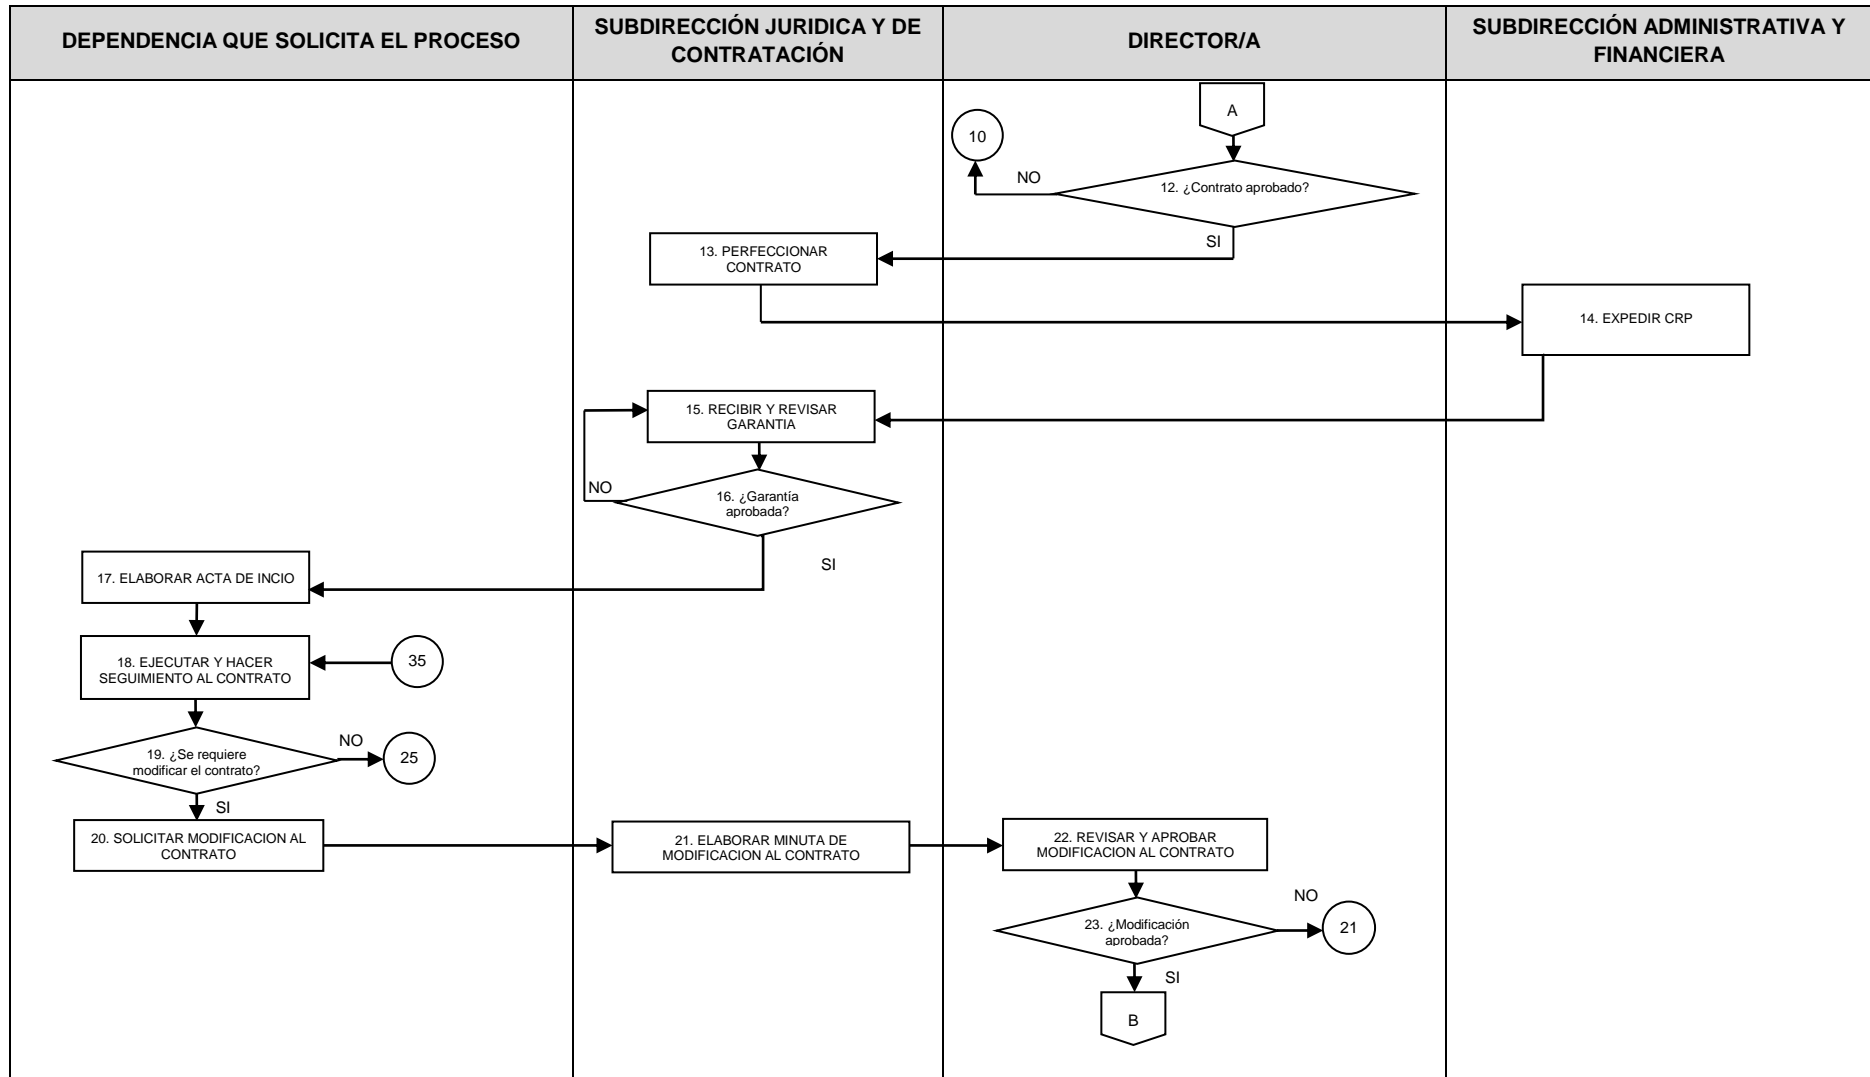 DEPENDENCIA QUE SOLICITA EL PROCESO
SUBDIRECCIÓN JURIDICA Y DE
CONTRATACIÓN
DIRECTOR/A
SUBDIRECCIÓN ADMINISTRATIVA Y
FINANCIERA
A
10
NO
12. ¿Contrato aprobado?
SI
13. PERFECCIONAR
CONTRATO
14. EXPEDIR CRP
15. RECIBIR Y REVISAR
GARANTIA
NO
16. ¿Garantía
aprobada?
SI
17. ELABORAR ACTA DE INCIO
18. EJECUTAR Y HACER
SEGUIMIENTO AL CONTRATO
35
19. ¿Se requiere
modificar el contrato?
NO
25
SI
20. SOLICITAR MODIFICACION AL
CONTRATO
21. ELABORAR MINUTA DE
MODIFICACION AL CONTRATO
22. REVISAR Y APROBAR
MODIFICACION AL CONTRATO
23. ¿Modificación
aprobada?
NO
21
SI
B